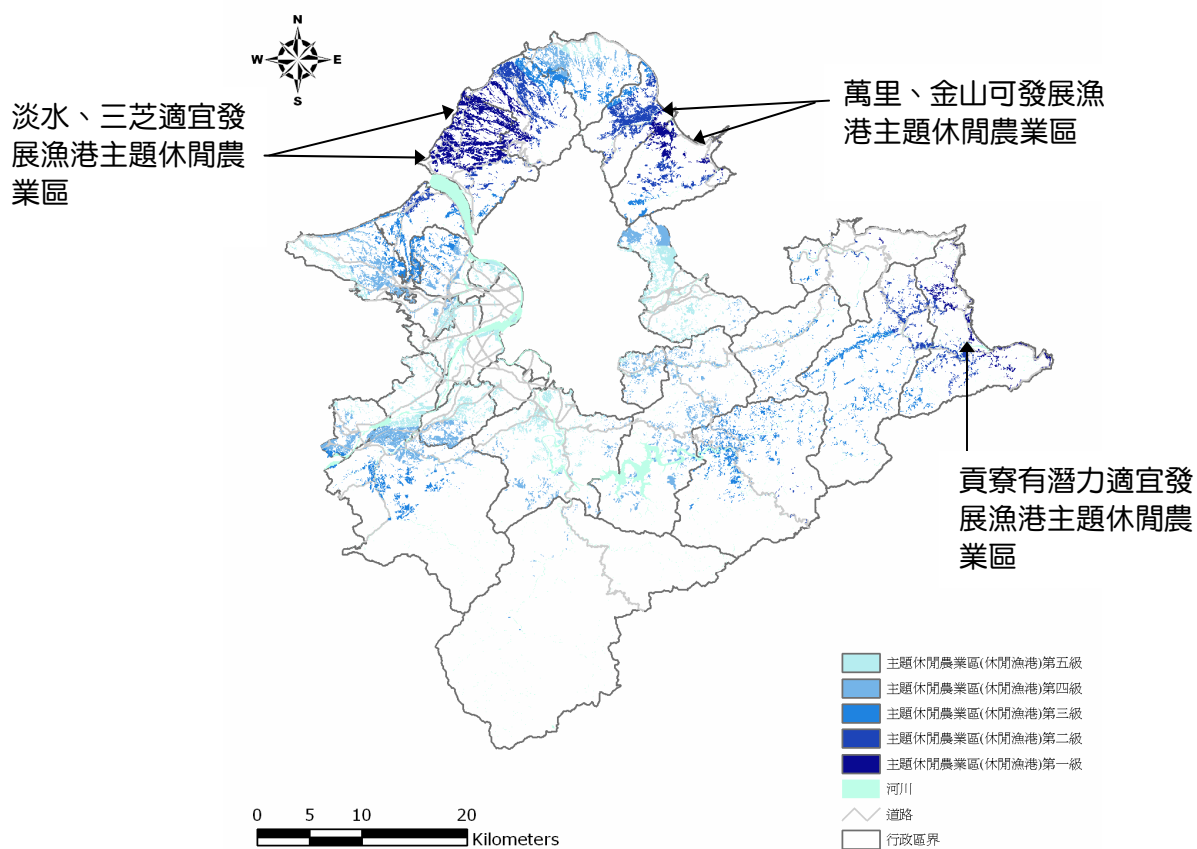 N
W
E
S
淡水、三芝適宜發
展漁港主題休閒農
業區
萬里、金山可發展漁
港主題休閒農業區
貢寮有潛力適宜發
展漁港主題休閒農
業區
主題休閒農業區(休閒漁港)第五級
主題休閒農業區(休閒漁港)第四級
主題休閒農業區(休閒漁港)第三級
主題休閒農業區(休閒漁港)第二級
主題休閒農業區(休閒漁港)第一級
河川
道路
行政區界
0 5 10 20
Kilometers